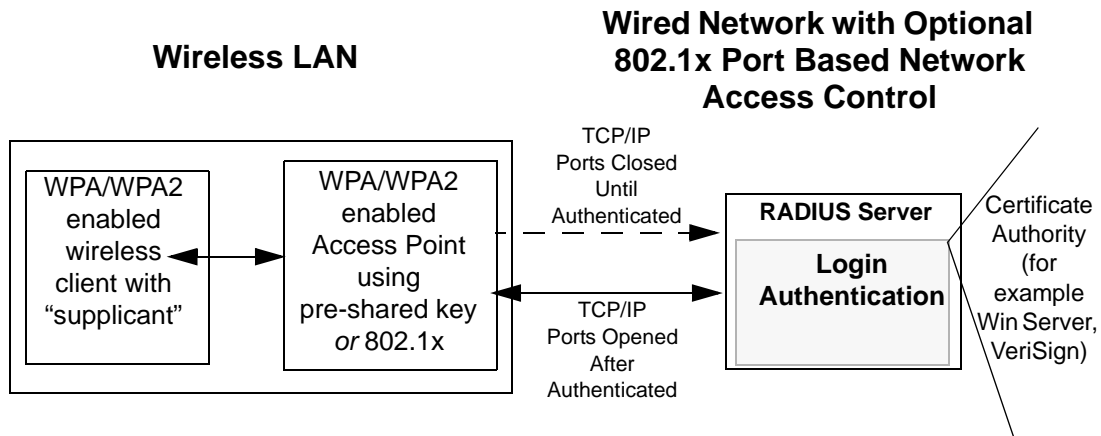 Wireless LAN
Wired Network with Optional
802.1x Port Based Network
Access Control
WPA/WPA2
enabled
wireless
client with
“supplicant”
WPA/WPA2
enabled
Access Point
using
pre-shared key
or 802.1x
TCP/IP
Ports Closed
Until
Authenticated
TCP/IP
Ports Opened
After
Authenticated
RADIUS Server
Login
Authentication
Certificate
Authority
(for
example
Win Server,
VeriSign)